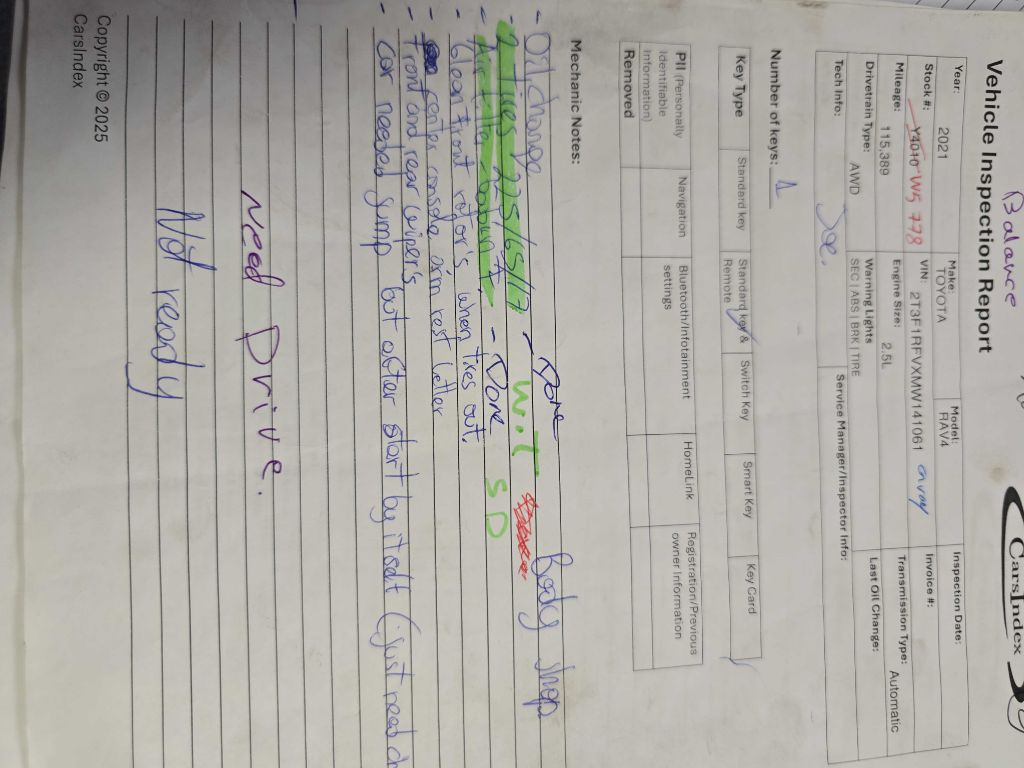 Balance
CarsIndex
Vehicle Inspection Report
Year: 2021 Make: TOYOTA Model: RAV4 Inspection Date:
Stock #: Y4010 W5 778 VIN: 2T3F1RFVXMW141061 envoy Invoice #:
Mileage: 115,389 Engine Size: 2.5L Transmission Type: Automatic
Drivetrain Type: AWD Warning Lights SEO | ABS | BRK | TIRE Last Oil Change:
Tech Info: Joe. Service Manager/Inspector Info:
Number of keys: 1
Key Type Standard key Standard key & Remote Switch Key Smart Key Key Card
PII (Personally Identifiable Information) Navigation Bluetooth/Infotainment settings HomeLink Registration/Previous owner Information
Removed
Mechanic Notes:
- Oil change - Done Body shop
- 2 tires 225/65/17 W.T
- Air filter + cabin - Done S D
- clean front rotor's when tires out.
- center console arm rest letter
- front and rear wipers
- car needed jump but after start by itself (just need
Need Drive.
Not ready
Copyright © 2025
CarsIndex